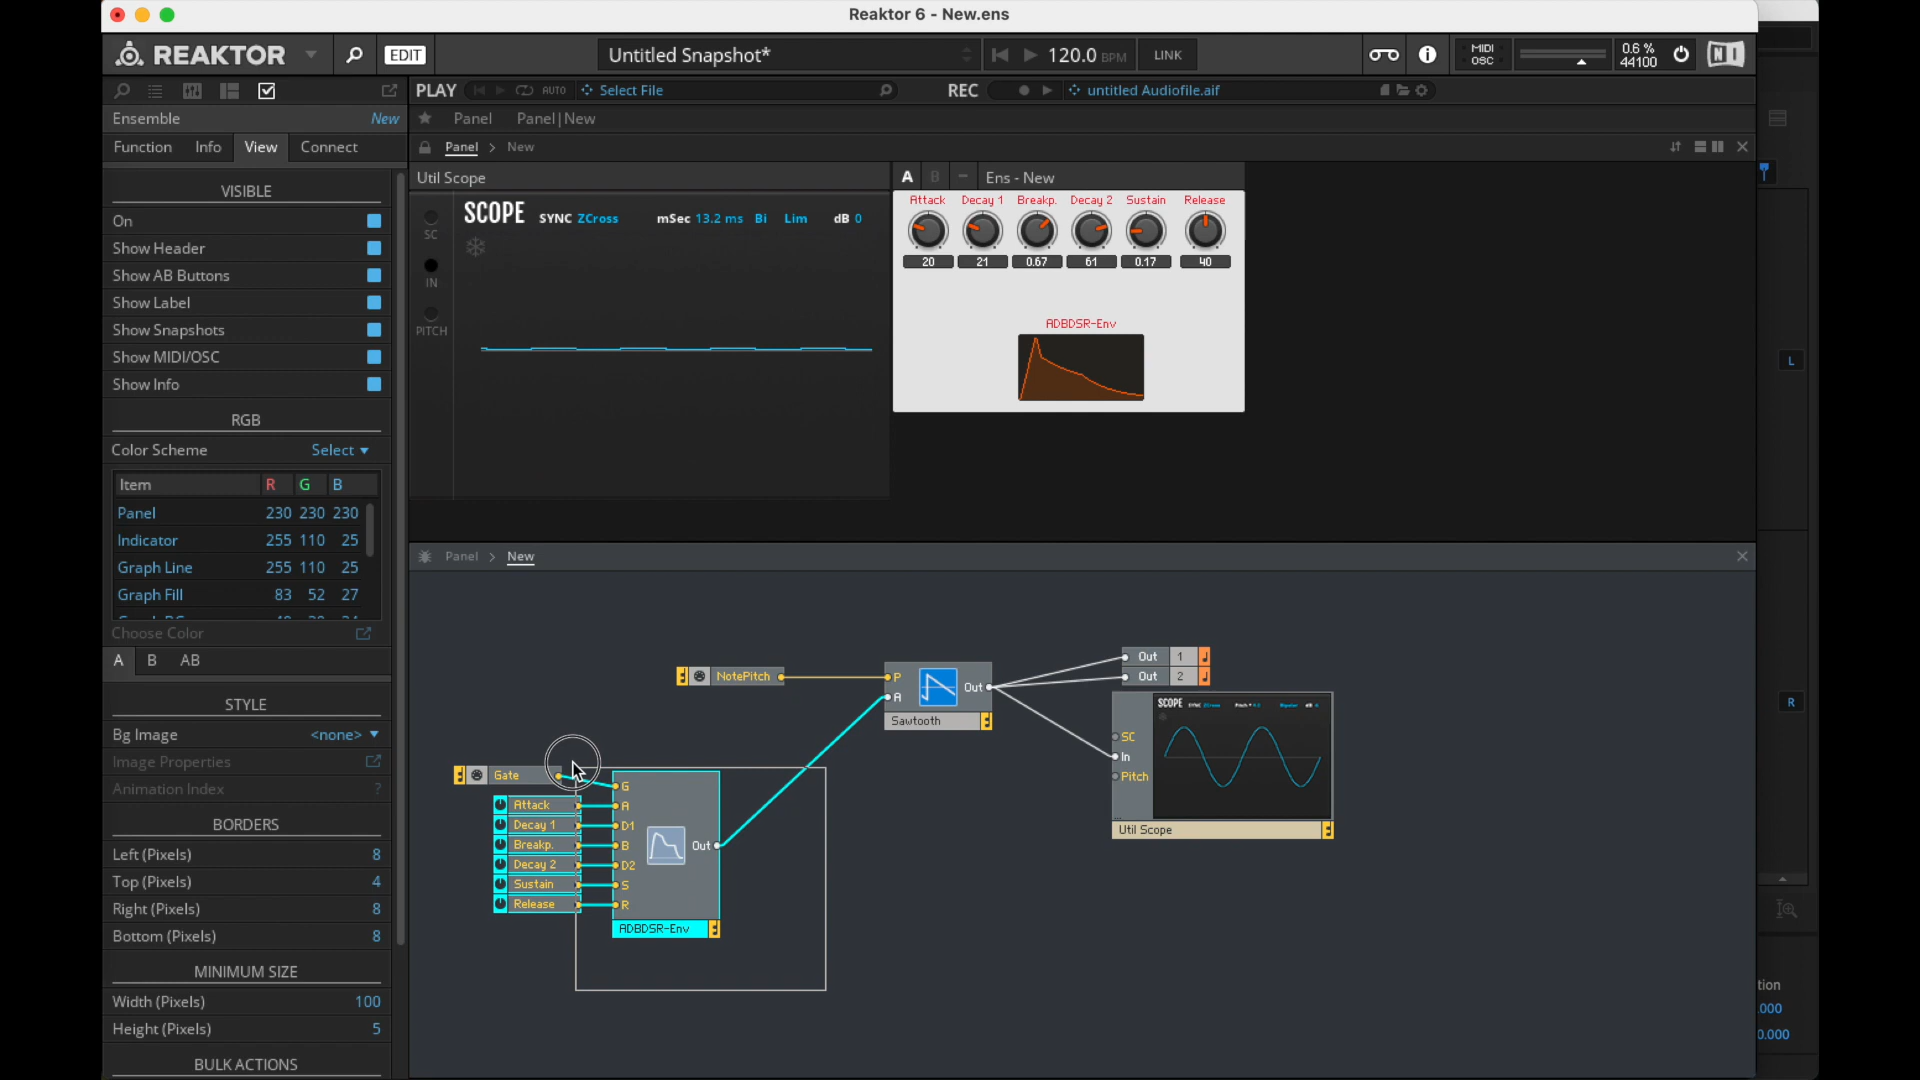 Reaktor 6 - New.ens
REAKTOR
EDIT
Untitled Snapshot*
120.0 BPM
LINK
MIDI
OSC
0.6 %
44100
NI
PLAY
AUTO
Select File
REC
untitled Audiofile.aif
Ensemble
New
Panel
Panel|New
Function
Info
View
Connect
Panel > New
VISIBLE
On
Show Header
Show AB Buttons
Show Label
Show Snapshots
Show MIDI/OSC
Show Info
RGB
Color Scheme
Select
Item R G B
Panel 230 230 230
Indicator 255 110 25
Graph Line 255 110 25
Graph Fill 83 52 27
Choose Color
A B AB
STYLE
Bg Image <none>
Image Properties
Animation Index ?
BORDERS
Left (Pixels) 8
Top (Pixels) 4
Right (Pixels) 8
Bottom (Pixels) 8
MINIMUM SIZE
Width (Pixels) 100
Height (Pixels) 5
BULK ACTIONS
Util Scope
SCOPE SYNC ZCross mSec 13.2 ms Bi Lim dB 0
SC
IN
PITCH
A B – Ens - New
Attack Decay 1 Breakp. Decay 2 Sustain Release
20 21 0.67 61 0.17 40
ADBDSR-Env
Panel > New
NotePitch
P
A
Out
Sawtooth
Out 1
Out 2
SCOPE
SC
In
Pitch
Util Scope
Gate
Attack
Decay 1
Breakp.
Decay 2
Sustain
Release
G
A
D1
B
D2
S
R
Out
ADBDSR-Env
L
R
tion
.000
0.000